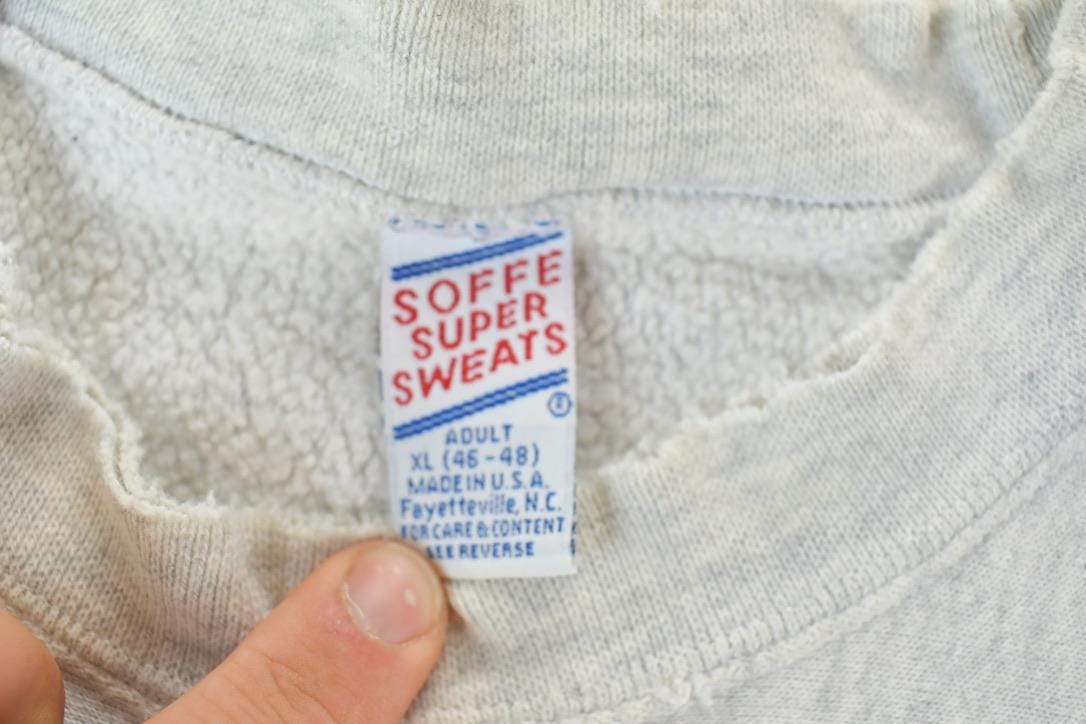 SOFFE
SUPER
SWEATS
ADULT
XL (46-48)
MADE IN U.S.A.
Fayetteville, N.C.
FOR CARE & CONTENT
SEE REVERSE